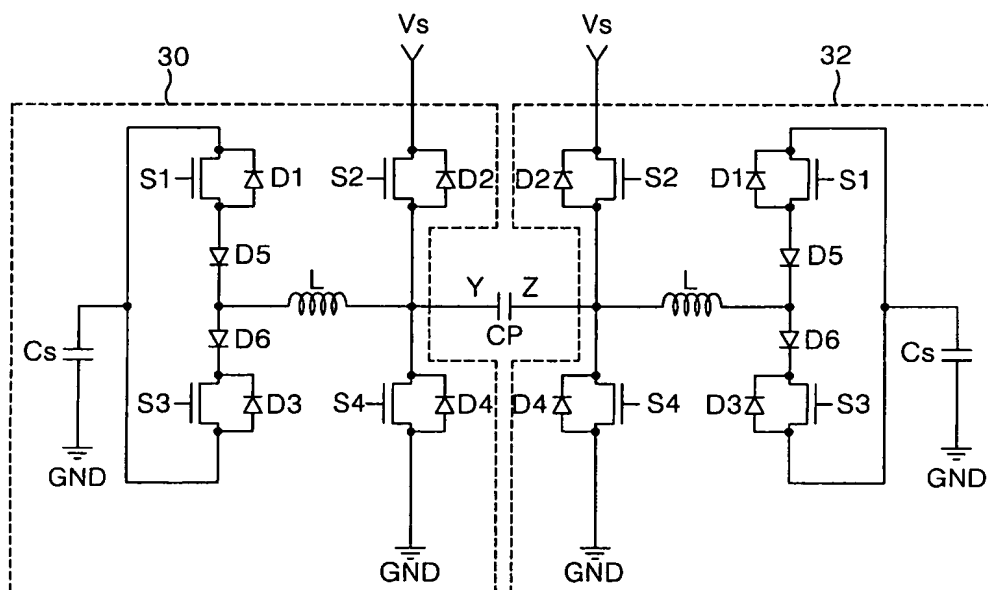 Vs Vs
30 32
S1 D1 S2 D2 D2 S2 D1 S1
D5 D5
L Y Z L
CP
D6 D6
Cs Cs
S3 D3 S4 D4 D4 S4 D3 S3
GND GND
GND GND